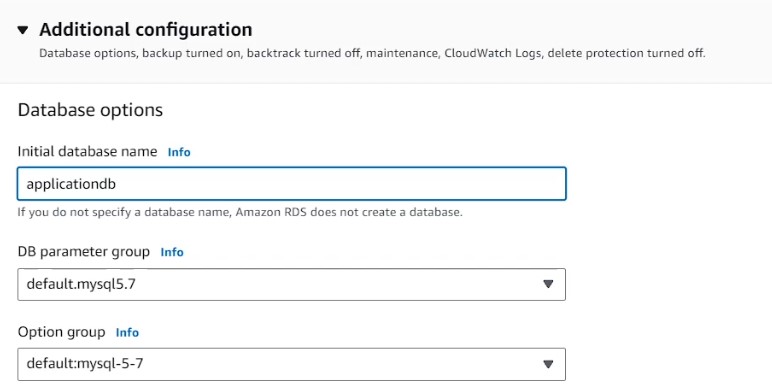 Additional configuration
Database options, backup turned on, backtrack turned off, maintenance, CloudWatch Logs, delete protection turned off.
Database options
Initial database name Info
applicationdb
If you do not specify a database name, Amazon RDS does not create a database.
DB parameter group Info
default.mysql5.7
Option group Info
default:mysql-5-7